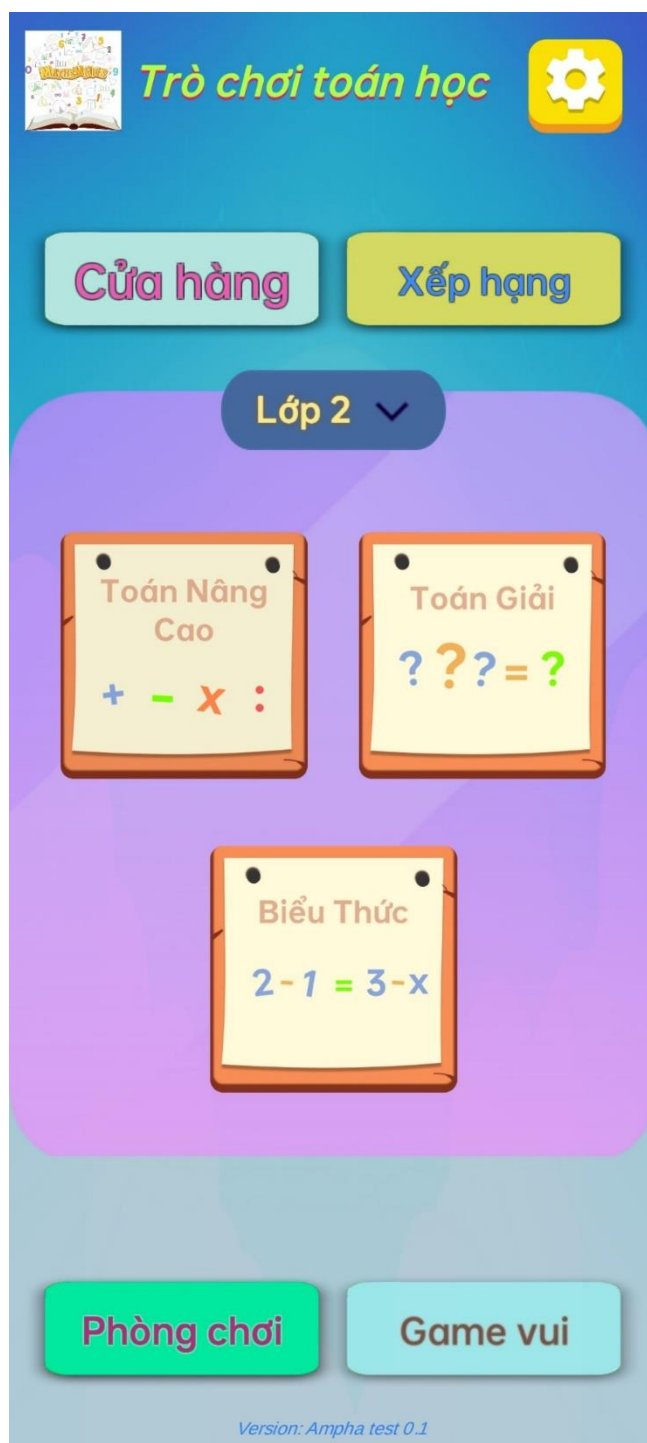 Trò chơi toán học
Cửa hàng
Xếp hạng
Lớp 2
Toán Nâng
Cao
+ - x :
Toán Giải
? ? ? = ?
Biểu Thức
2 - 1 = 3 - x
Phòng chơi
Game vui
Version: Ampha test 0.1